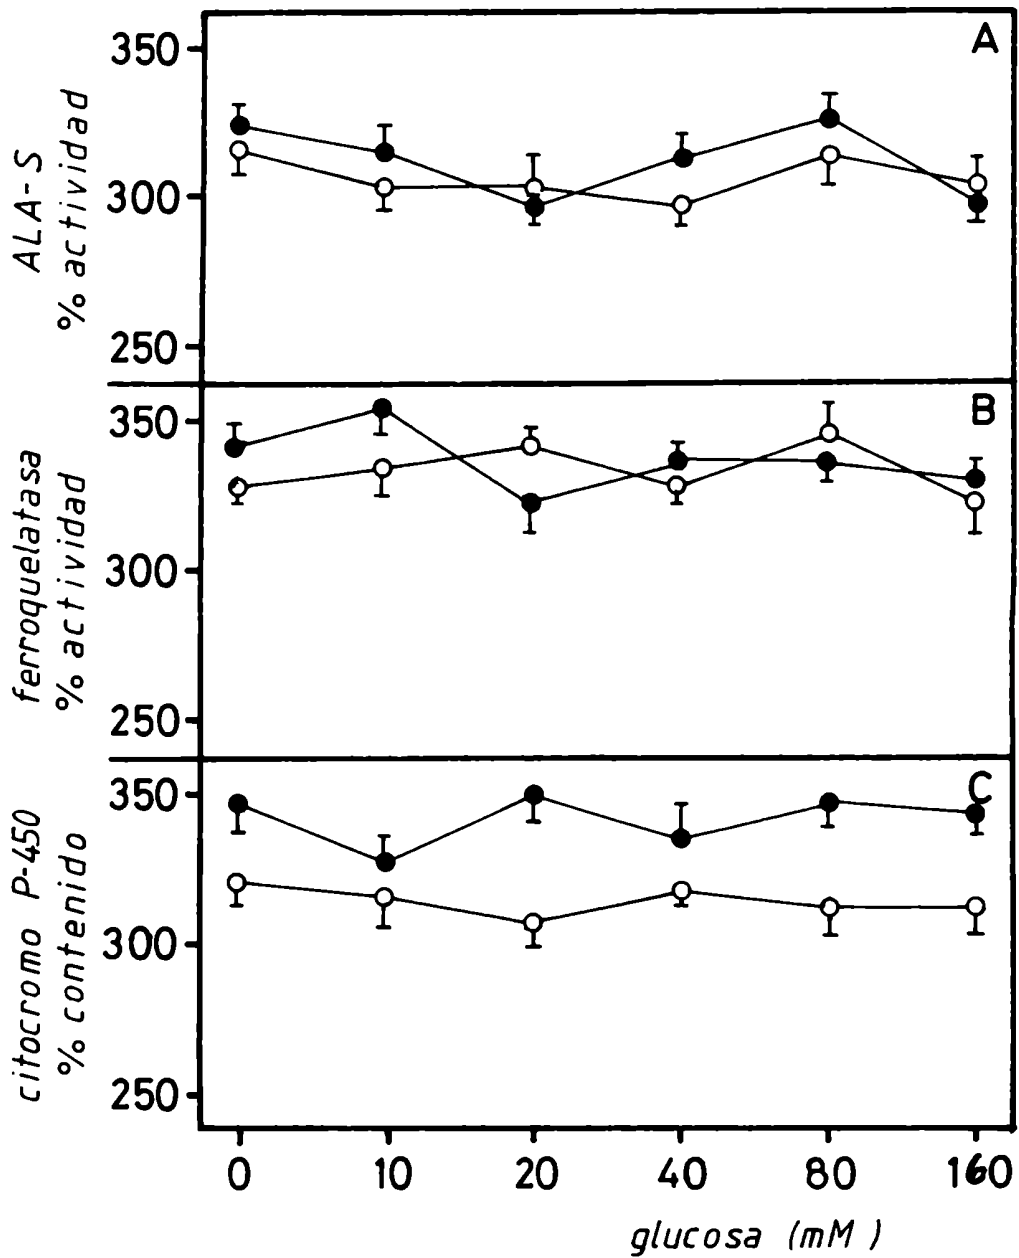 A
350
300
250
ALA-S
% actividad
B
350
300
250
ferroquelatasa
% actividad
C
350
300
250
citocromo P-450
% contenido
0 10 20 40 80 160
glucosa (mM)